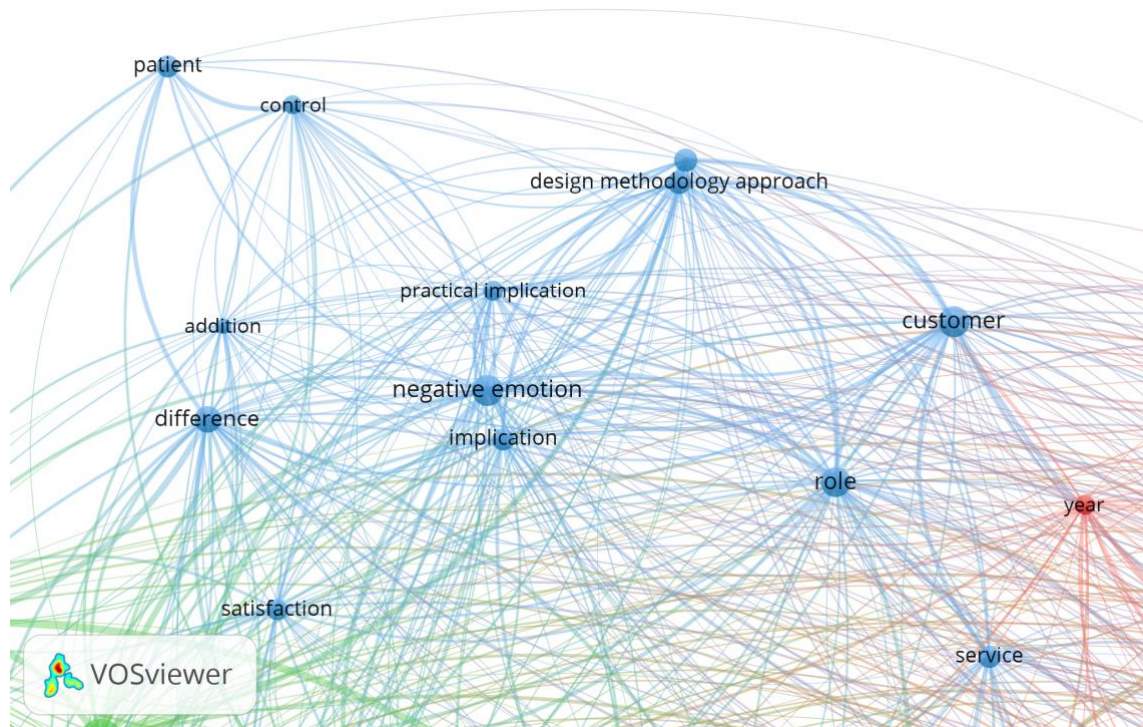 patient
control
design methodology approach
practical implication
customer
addition
negative emotion
difference
implication
role
year
satisfaction
service
VOSviewer